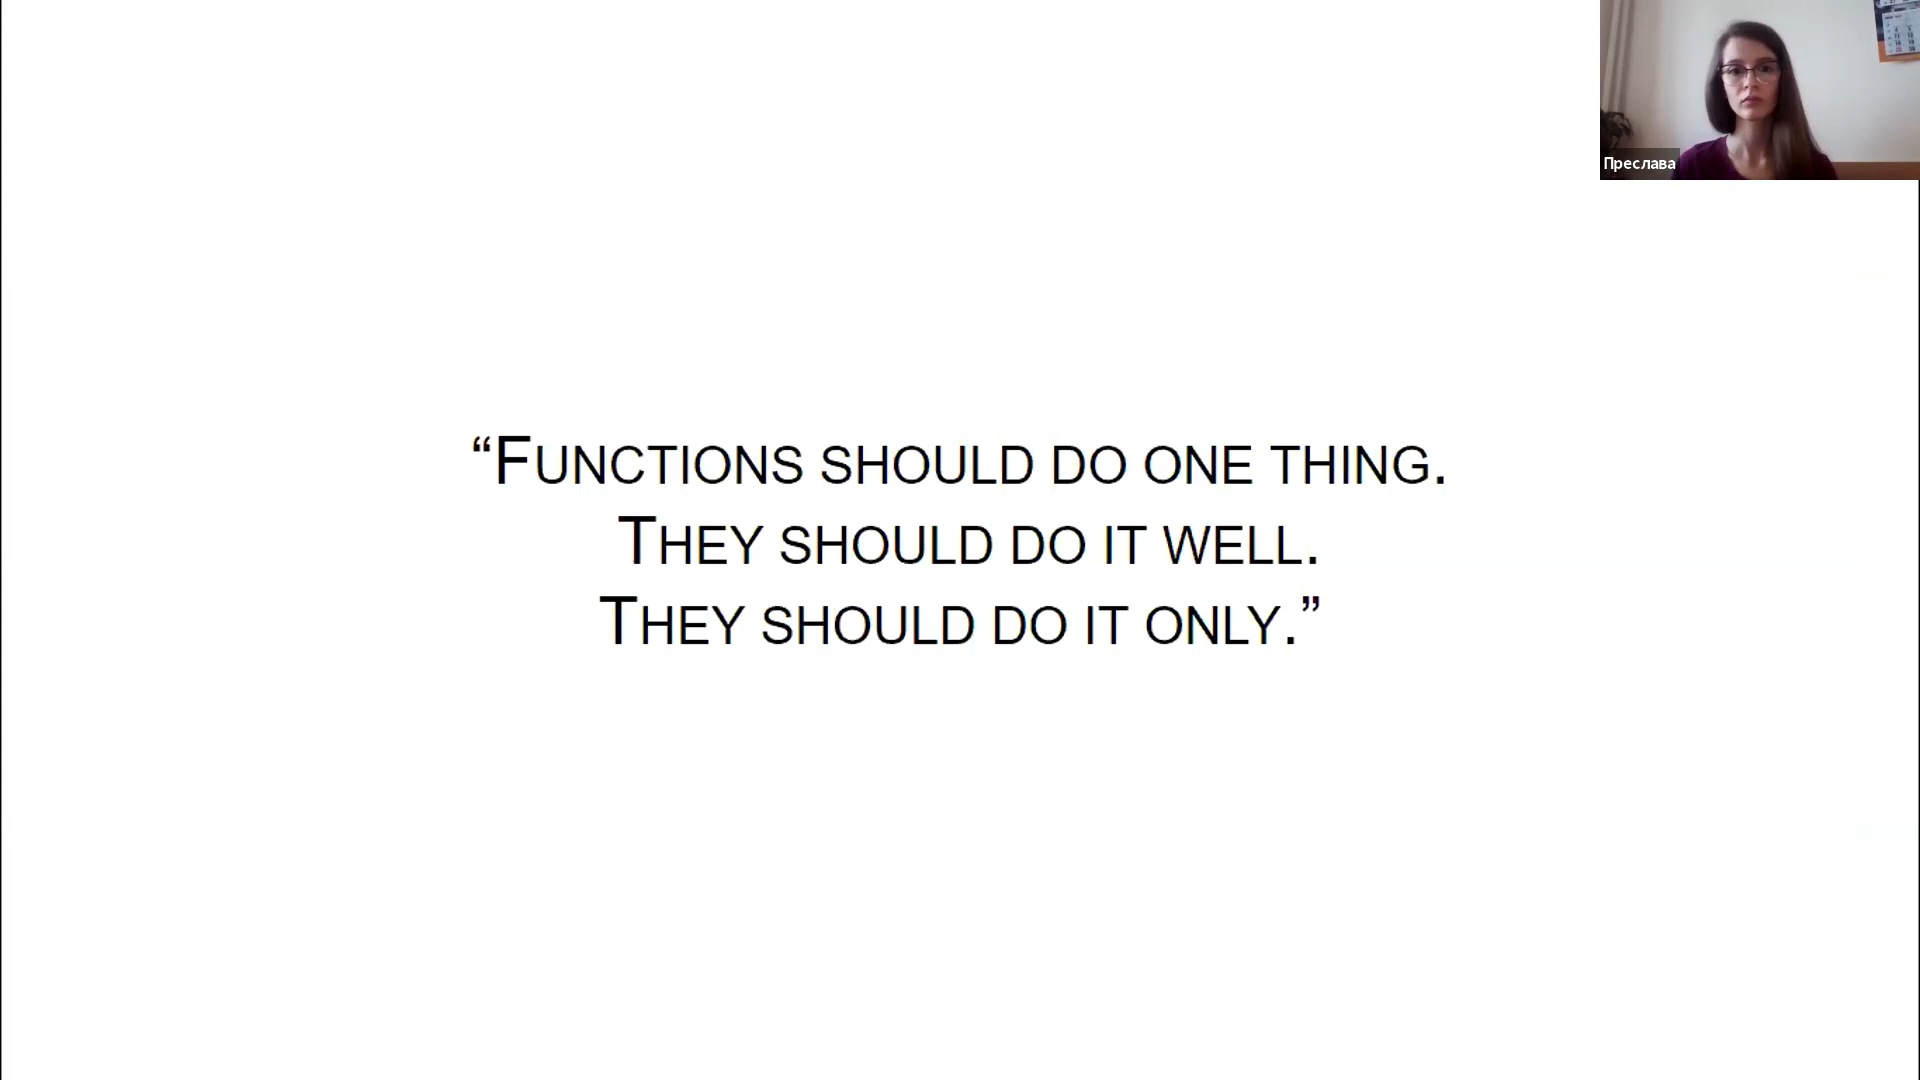 Преслава
“FUNCTIONS SHOULD DO ONE THING.
THEY SHOULD DO IT WELL.
THEY SHOULD DO IT ONLY.”